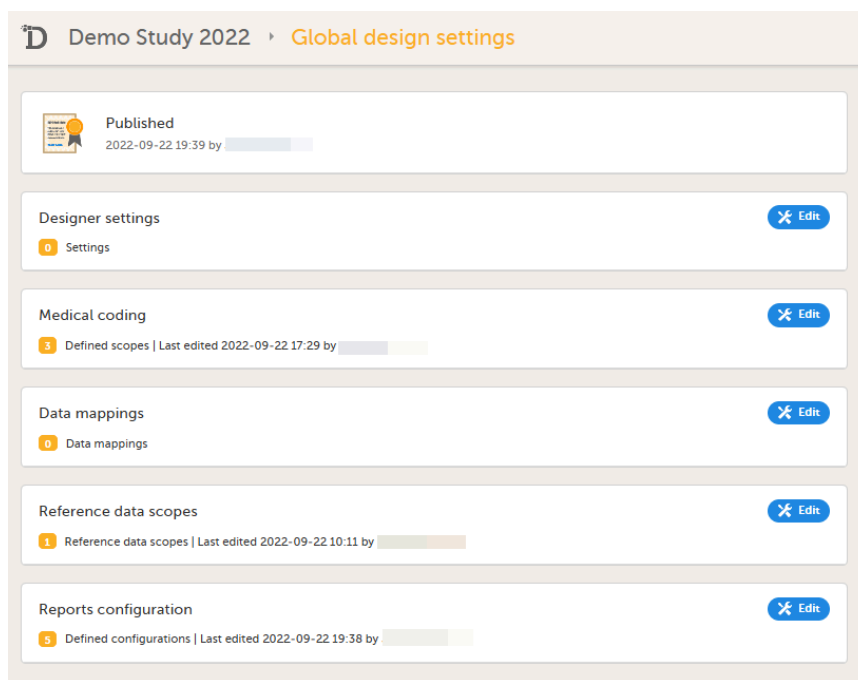 D Demo Study 2022 Global design settings
Published
2022-09-22 19:39 by
Designer settings
Edit
0 Settings
Medical coding
Edit
3 Defined scopes | Last edited 2022-09-22 17:29 by
Data mappings
Edit
0 Data mappings
Reference data scopes
Edit
1 Reference data scopes | Last edited 2022-09-22 10:11 by
Reports configuration
Edit
5 Defined configurations | Last edited 2022-09-22 19:38 by